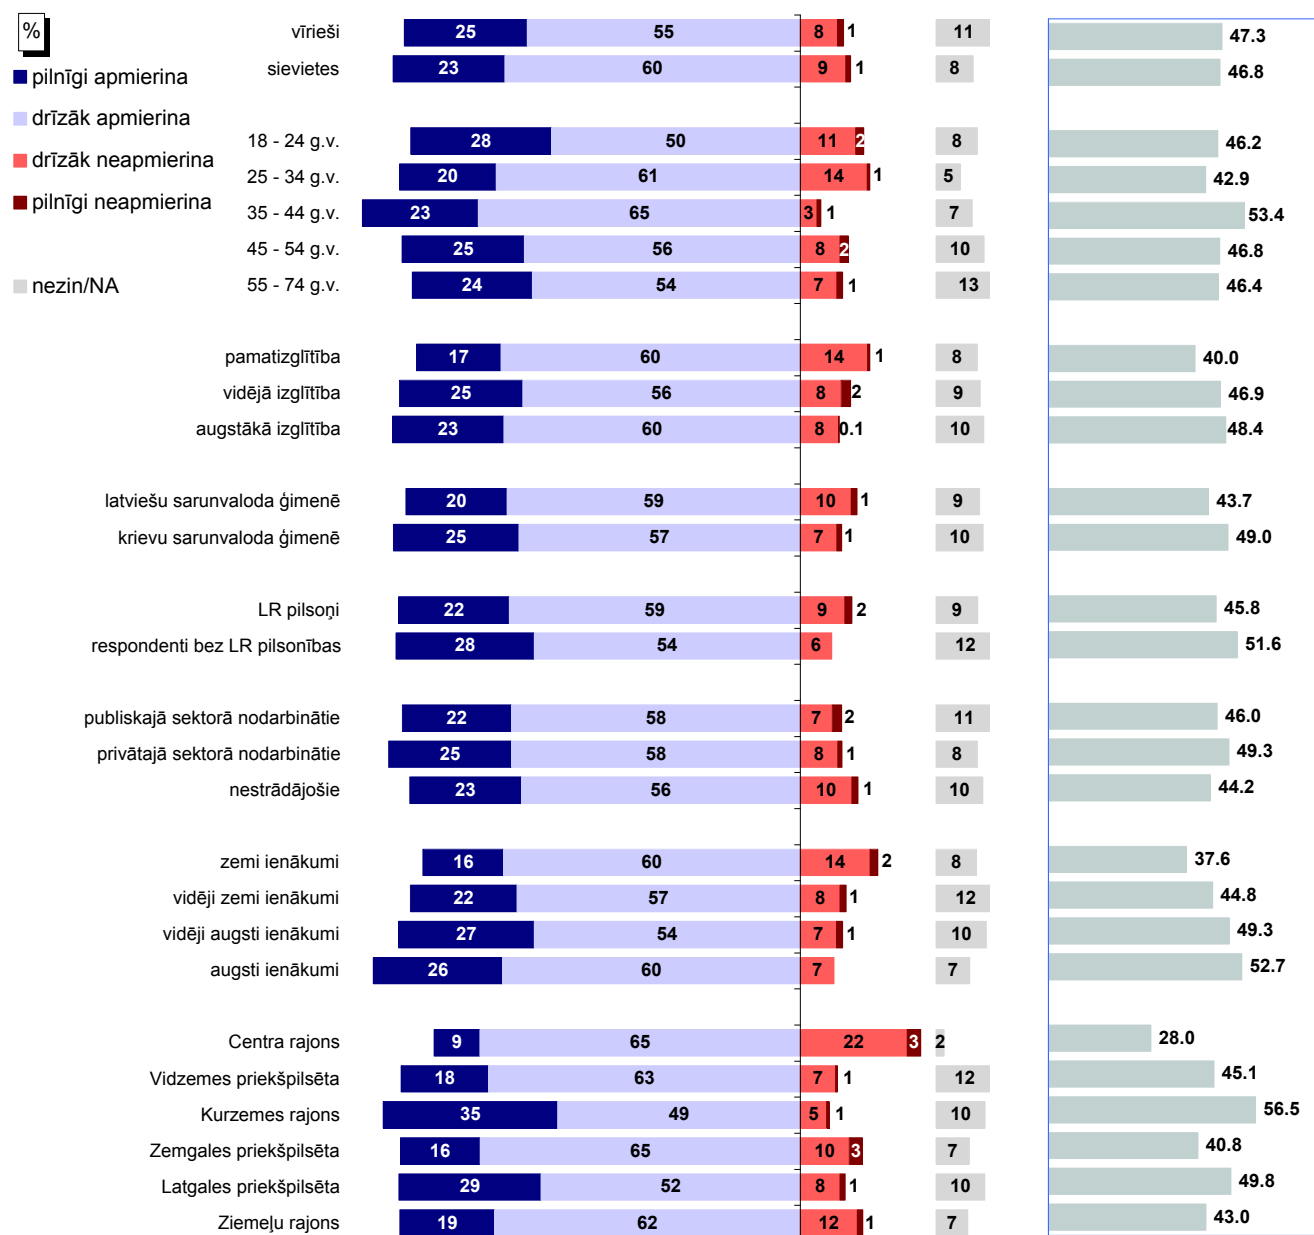 %
pilnīgi apmierina
drīzāk apmierina
drīzāk neapmierina
pilnīgi neapmierina
nezin/NA
vīrieši 25 55 8 1 11 47.3
sievietes 23 60 9 1 8 46.8
18 - 24 g.v. 28 50 11 2 8 46.2
25 - 34 g.v. 20 61 14 1 5 42.9
35 - 44 g.v. 23 65 3 1 7 53.4
45 - 54 g.v. 25 56 8 2 10 46.8
55 - 74 g.v. 24 54 7 1 13 46.4
pamatizglītība 17 60 14 1 8 40.0
vidējā izglītība 25 56 8 2 9 46.9
augstākā izglītība 23 60 8 0.1 10 48.4
latviešu sarunvaloda ģimenē 20 59 10 1 9 43.7
krievu sarunvaloda ģimenē 25 57 7 1 10 49.0
LR pilsoņi 22 59 9 2 9 45.8
respondenti bez LR pilsonības 28 54 6 12 51.6
publiskajā sektorā nodarbinātie 22 58 7 2 11 46.0
privātajā sektorā nodarbinātie 25 58 8 1 8 49.3
nestrādājošie 23 56 10 1 10 44.2
zemi ienākumi 16 60 14 2 8 37.6
vidēji zemi ienākumi 22 57 8 1 12 44.8
vidēji augsti ienākumi 27 54 7 1 10 49.3
augsti ienākumi 26 60 7 7 52.7
Centra rajons 9 65 22 3 2 28.0
Vidzemes priekšpilsēta 18 63 7 1 12 45.1
Kurzemes rajons 35 49 5 1 10 56.5
Zemgales priekšpilsēta 16 65 10 3 7 40.8
Latgales priekšpilsēta 29 52 8 1 10 49.8
Ziemeļu rajons 19 62 12 1 7 43.0